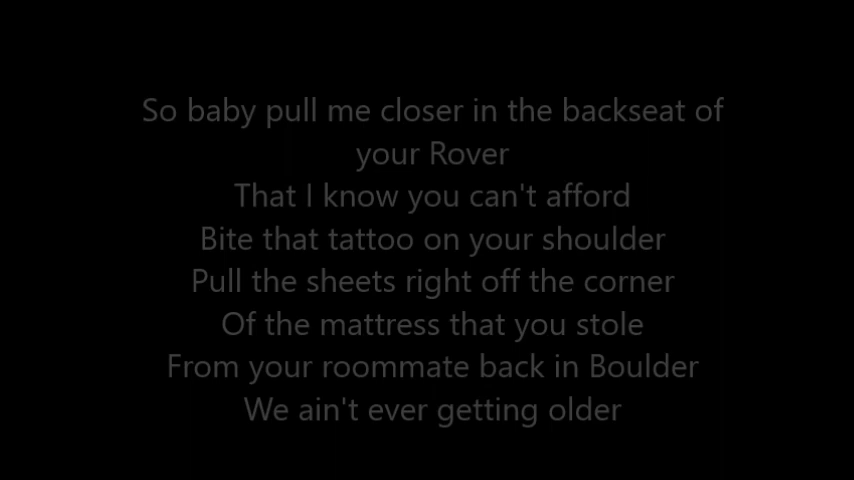 So baby pull me closer in the backseat of
your Rover
That I know you can't afford
Bite that tattoo on your shoulder
Pull the sheets right off the corner
Of the mattress that you stole
From your roommate back in Boulder
We ain't ever getting older